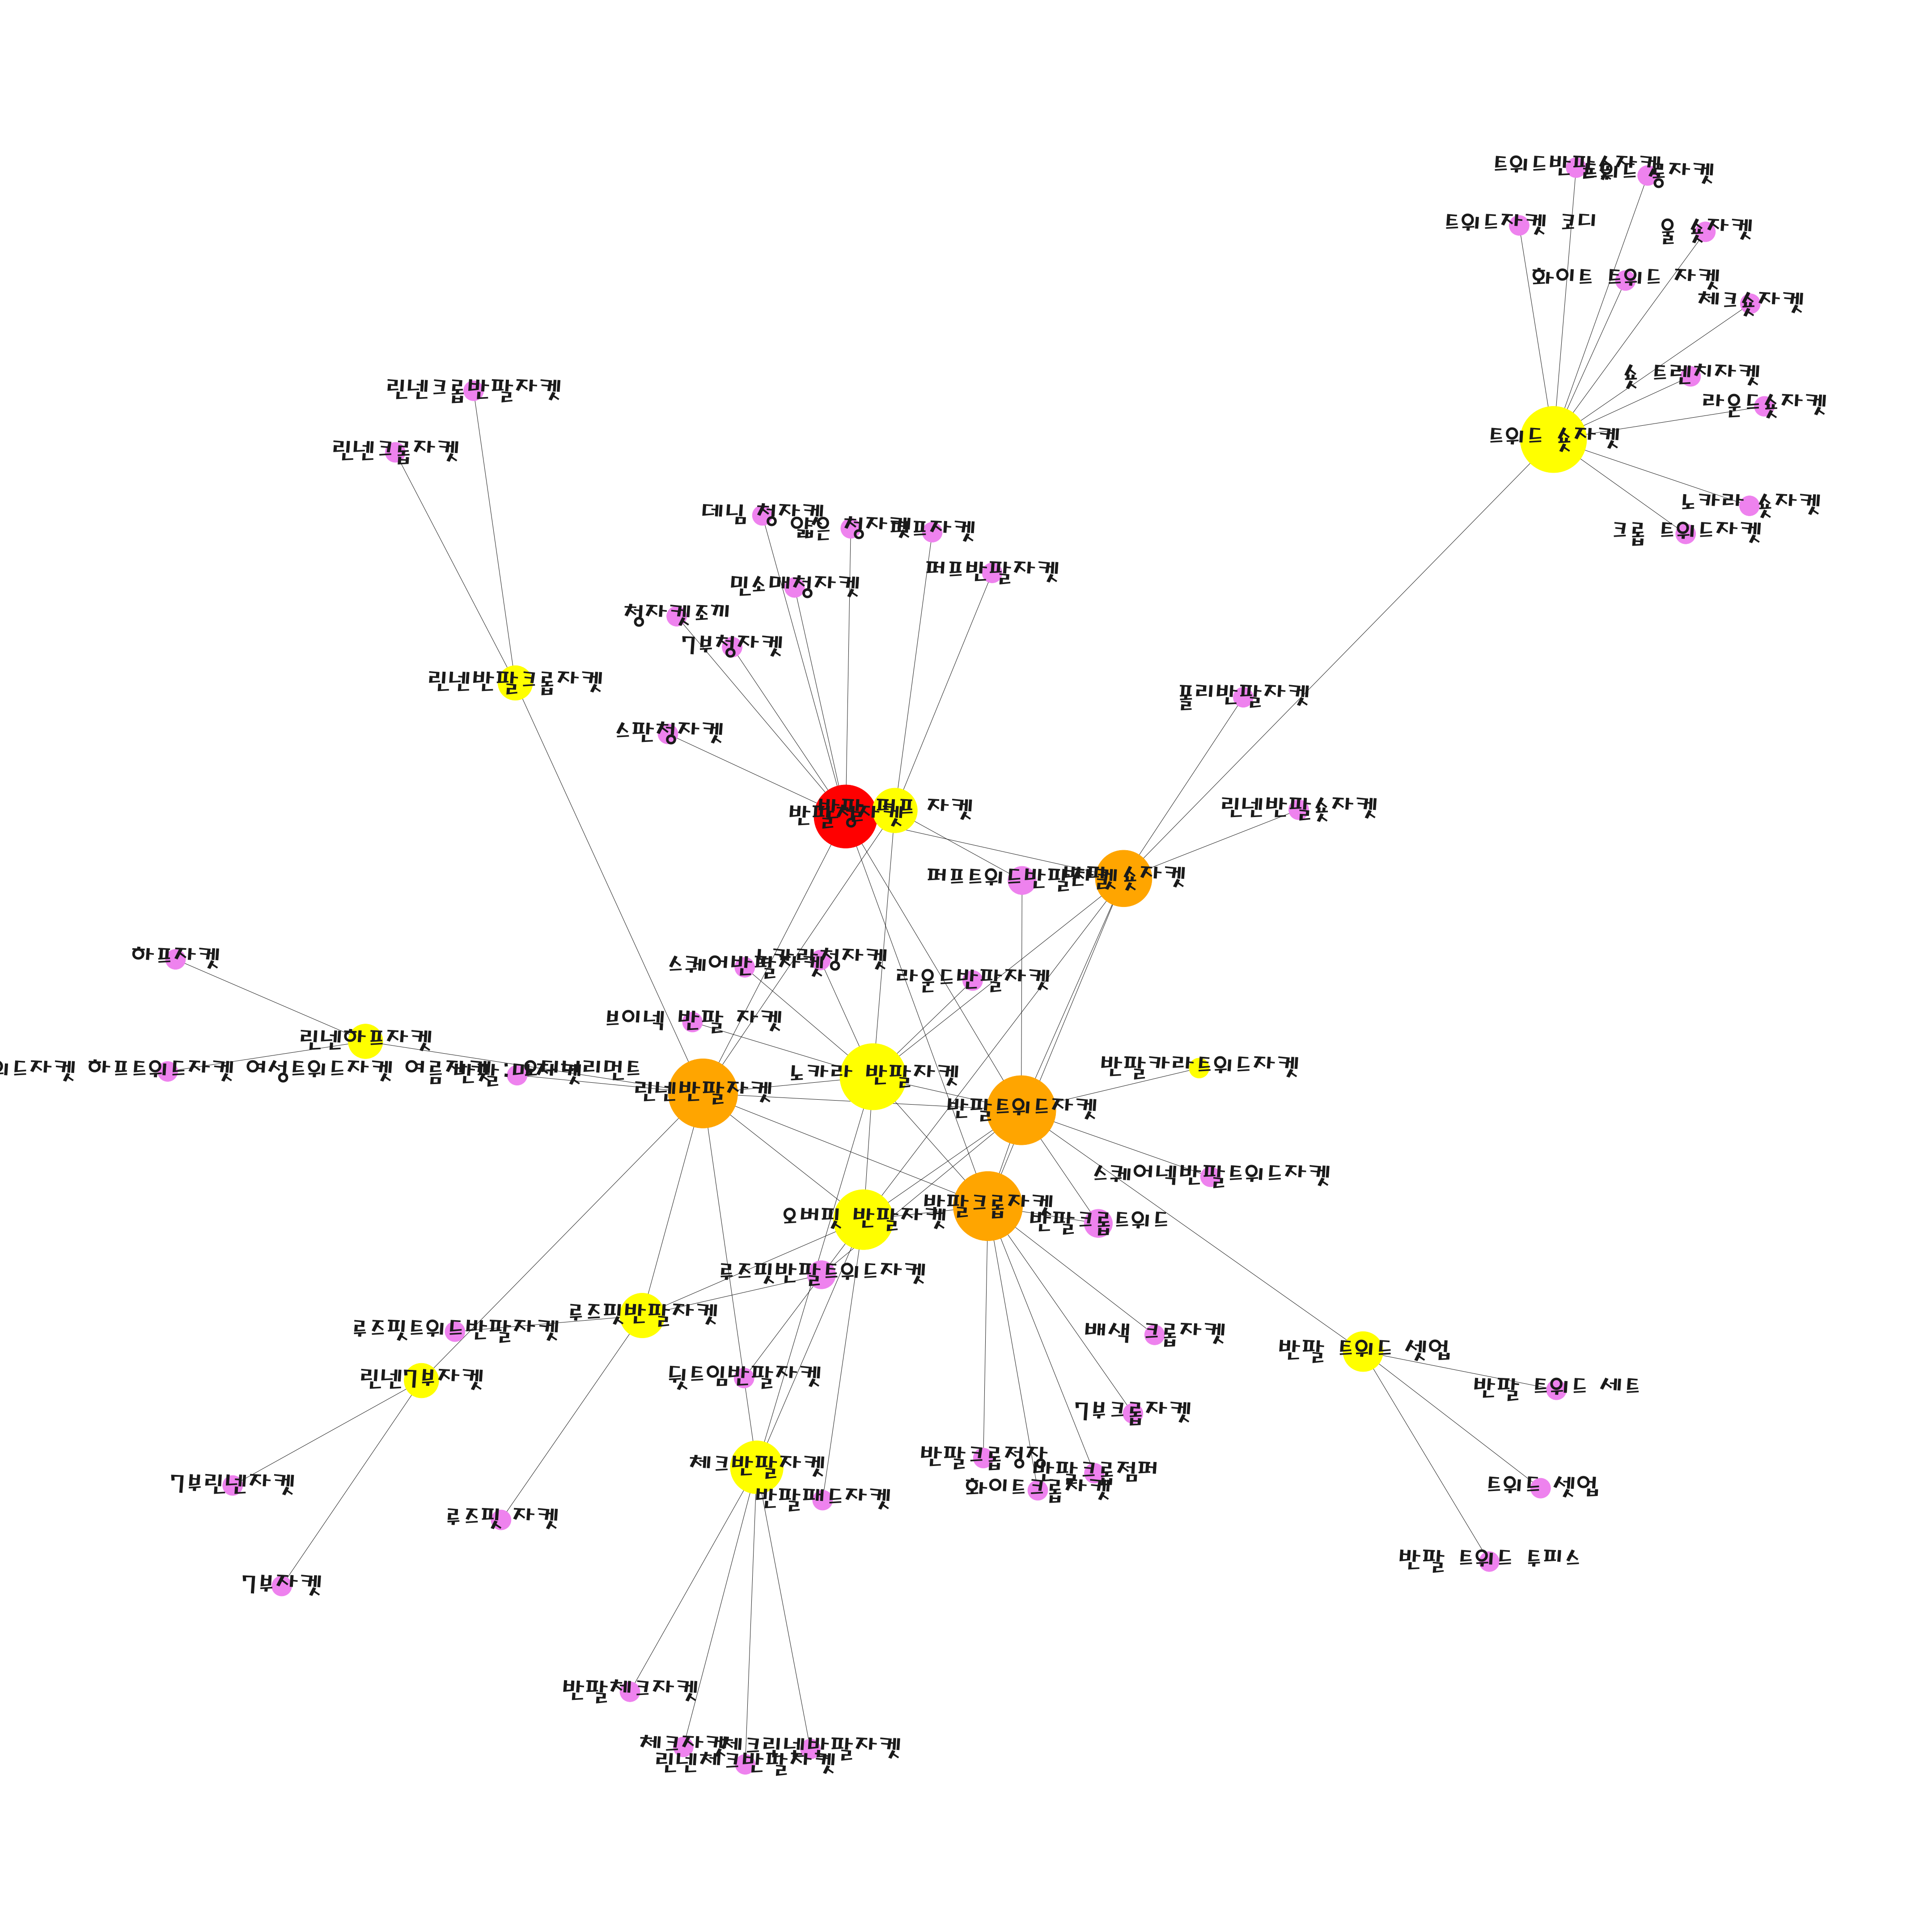 트위드반팔숏자켓
트위드롱자켓
트위드자켓 코디
울 숏자켓
화이트 트위드 자켓
체크숏자켓
숏 트렌치자켓
린넨크롭반팔자켓
라운드숏자켓
트위드 숏자켓
린넨크롭자켓
노카라 숏자켓
데님 청자켓
얇은 청자켓
퍼프자켓
크롭 트위드자켓
퍼프반팔자켓
민소매청자켓
청자켓조끼
7부청자켓
린넨반팔크롭자켓
폴리반팔자켓
스판청자켓
반팔 퍼프 자켓
반팔청자켓
린넨반팔숏자켓
퍼프트위드반팔자켓
반팔 숏자켓
하프자켓
스퀘어반팔자켓
노카라청자켓
라운드반팔자켓
브이넥 반팔 자켓
린넨하프자켓
하프트위드자켓 여성트위드자켓 여름자켓
반팔카라트위드자켓
노카라 반팔자켓
린넨반팔자켓
반팔트위드자켓
스퀘어넥반팔트위드자켓
반팔크롭자켓
오버핏 반팔자켓
반팔크롭트위드
루즈핏반팔트위드자켓
루즈핏반팔자켓
루즈핏트위드반팔자켓
배색 크롭자켓
반팔 트위드 셋업
린넨7부자켓
뒷트임반팔자켓
반팔 트위드 세트
7부크롭자켓
체크반팔자켓
반팔크롭정장
반팔크롭점퍼
7부린넨자켓
화이트크롭자켓
트위드 셋업
반팔패드자켓
루즈핏 자켓
반팔 트위드 투피스
7부자켓
반팔체크자켓
체크자켓
체크린넨반팔자켓
린넨체크반팔자켓